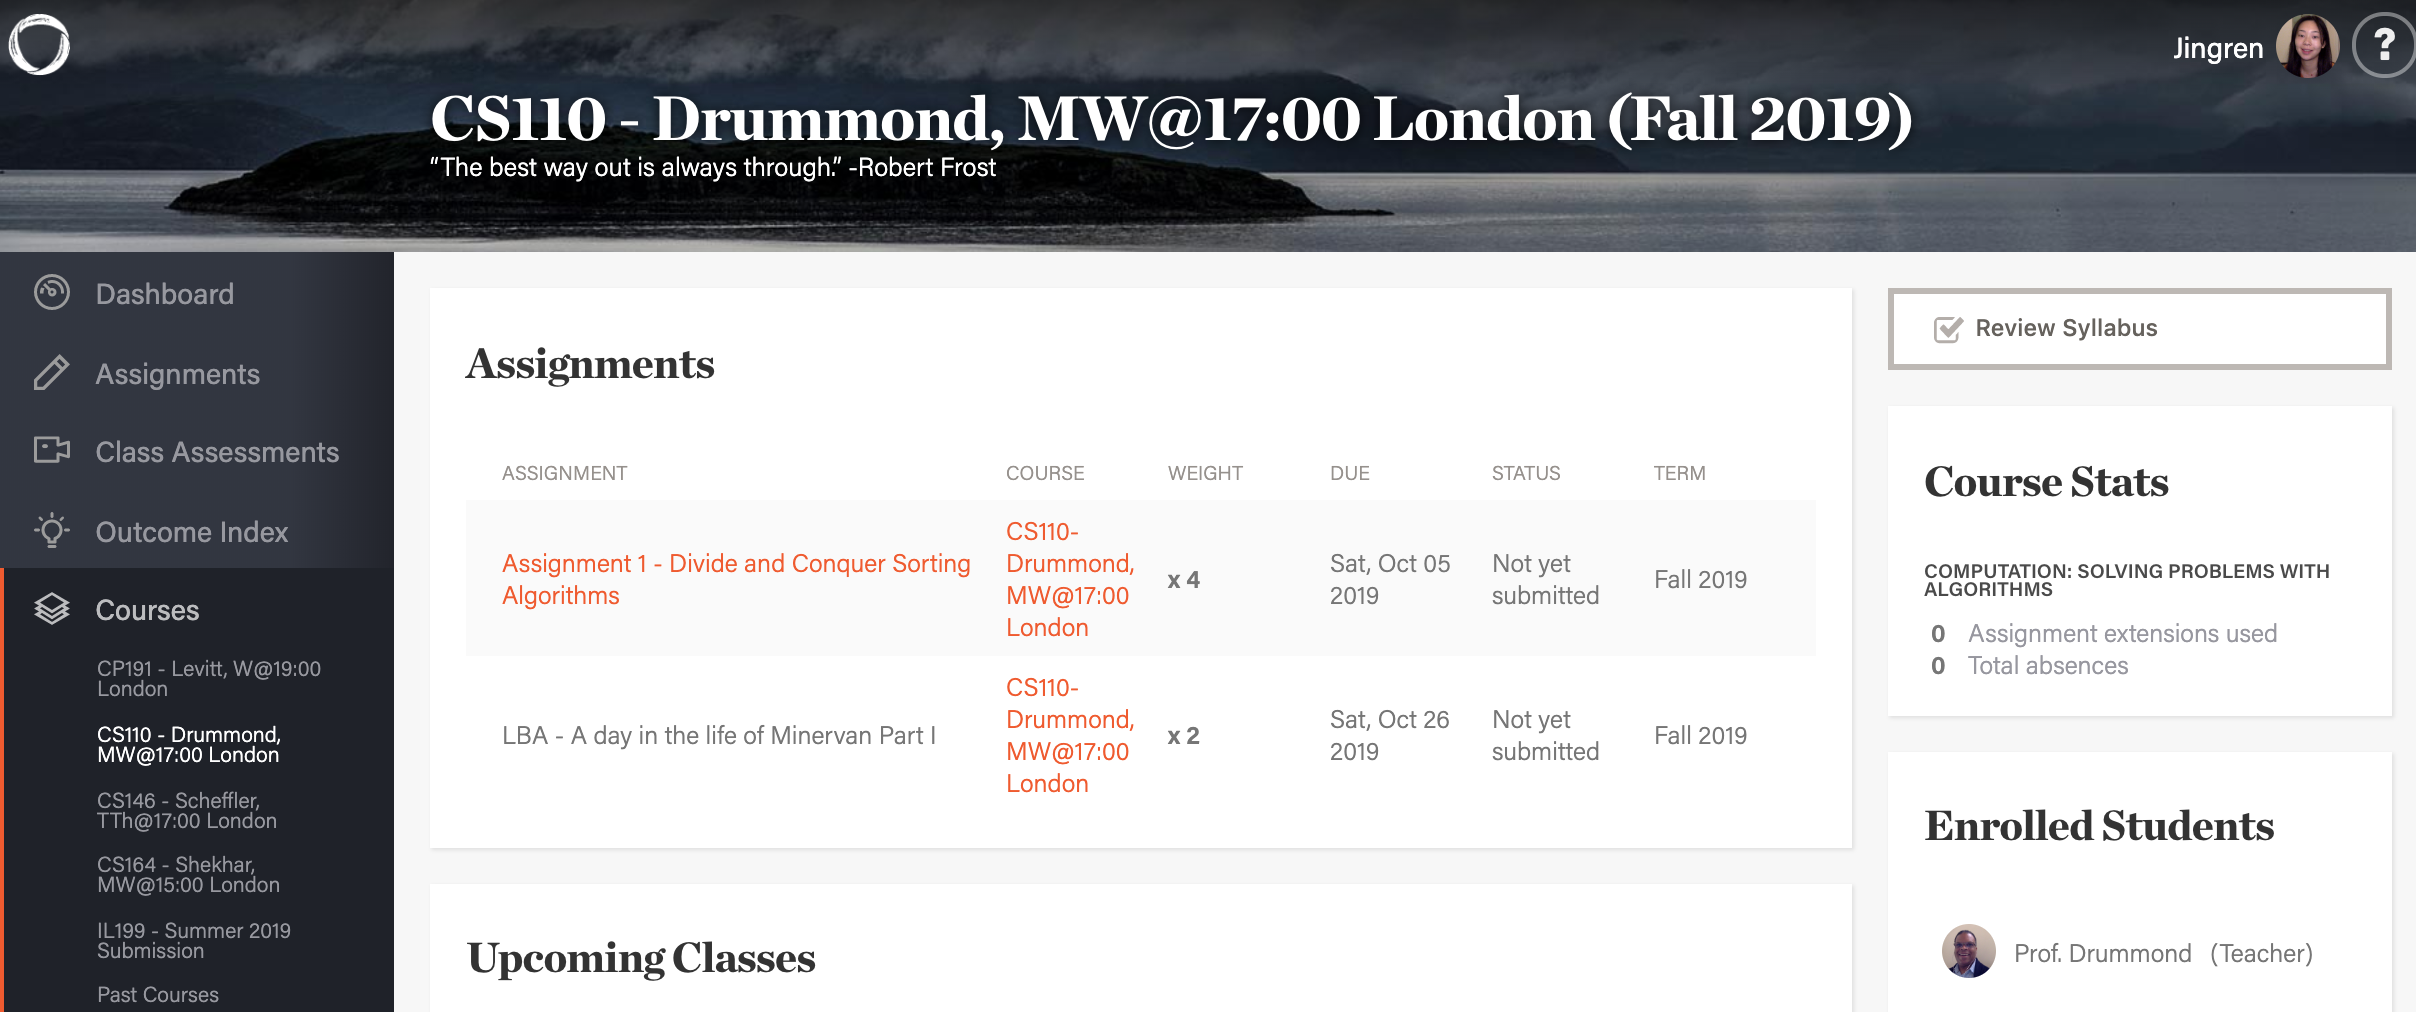 Jingren
?
CS110 - Drummond, MW@17:00 London (Fall 2019)
“The best way out is always through.” -Robert Frost
Dashboard
Assignments
Class Assessments
Outcome Index
Courses
CP191 - Levitt, W@19:00
London
CS110 - Drummond,
MW@17:00 London
CS146 - Scheffler,
TTh@17:00 London
CS164 - Shekhar,
MW@15:00 London
IL199 - Summer 2019
Submission
Past Courses
Assignments
ASSIGNMENT COURSE WEIGHT DUE STATUS TERM
Assignment 1 - Divide and Conquer Sorting
Algorithms
CS110-
Drummond,
MW@17:00
London
x 4
Sat, Oct 05
2019
Not yet
submitted
Fall 2019
LBA - A day in the life of Minervan Part I
CS110-
Drummond,
MW@17:00
London
x 2
Sat, Oct 26
2019
Not yet
submitted
Fall 2019
Upcoming Classes
Review Syllabus
Course Stats
COMPUTATION: SOLVING PROBLEMS WITH
ALGORITHMS
0 Assignment extensions used
0 Total absences
Enrolled Students
Prof. Drummond (Teacher)